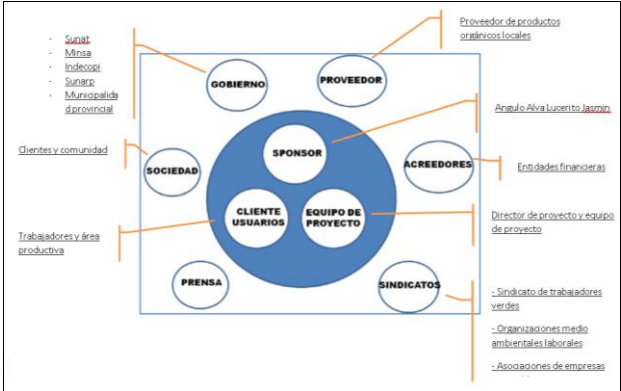 - Sunat
- Minsa
- Indecopi
- Sunarp
- Municipalida
d provincial
Proveedor de productos
orgánicos locales
GOBIERNO
PROVEEDOR
Angulo Alva Lucerito Jasmin
Clientes y comunidad
SOCIEDAD
SPONSOR
ACREEDORES
Entidades financieras
CLIENTE
USUARIOS
EQUIPO DE
PROYECTO
Director de proyecto y equipo
de proyecto
Trabajadores y área
productiva
PRENSA
SINDICATOS
- Sindicato de trabajadores
verdes
- Organizaciones medio
ambientales laborales
- Asociaciones de empresas